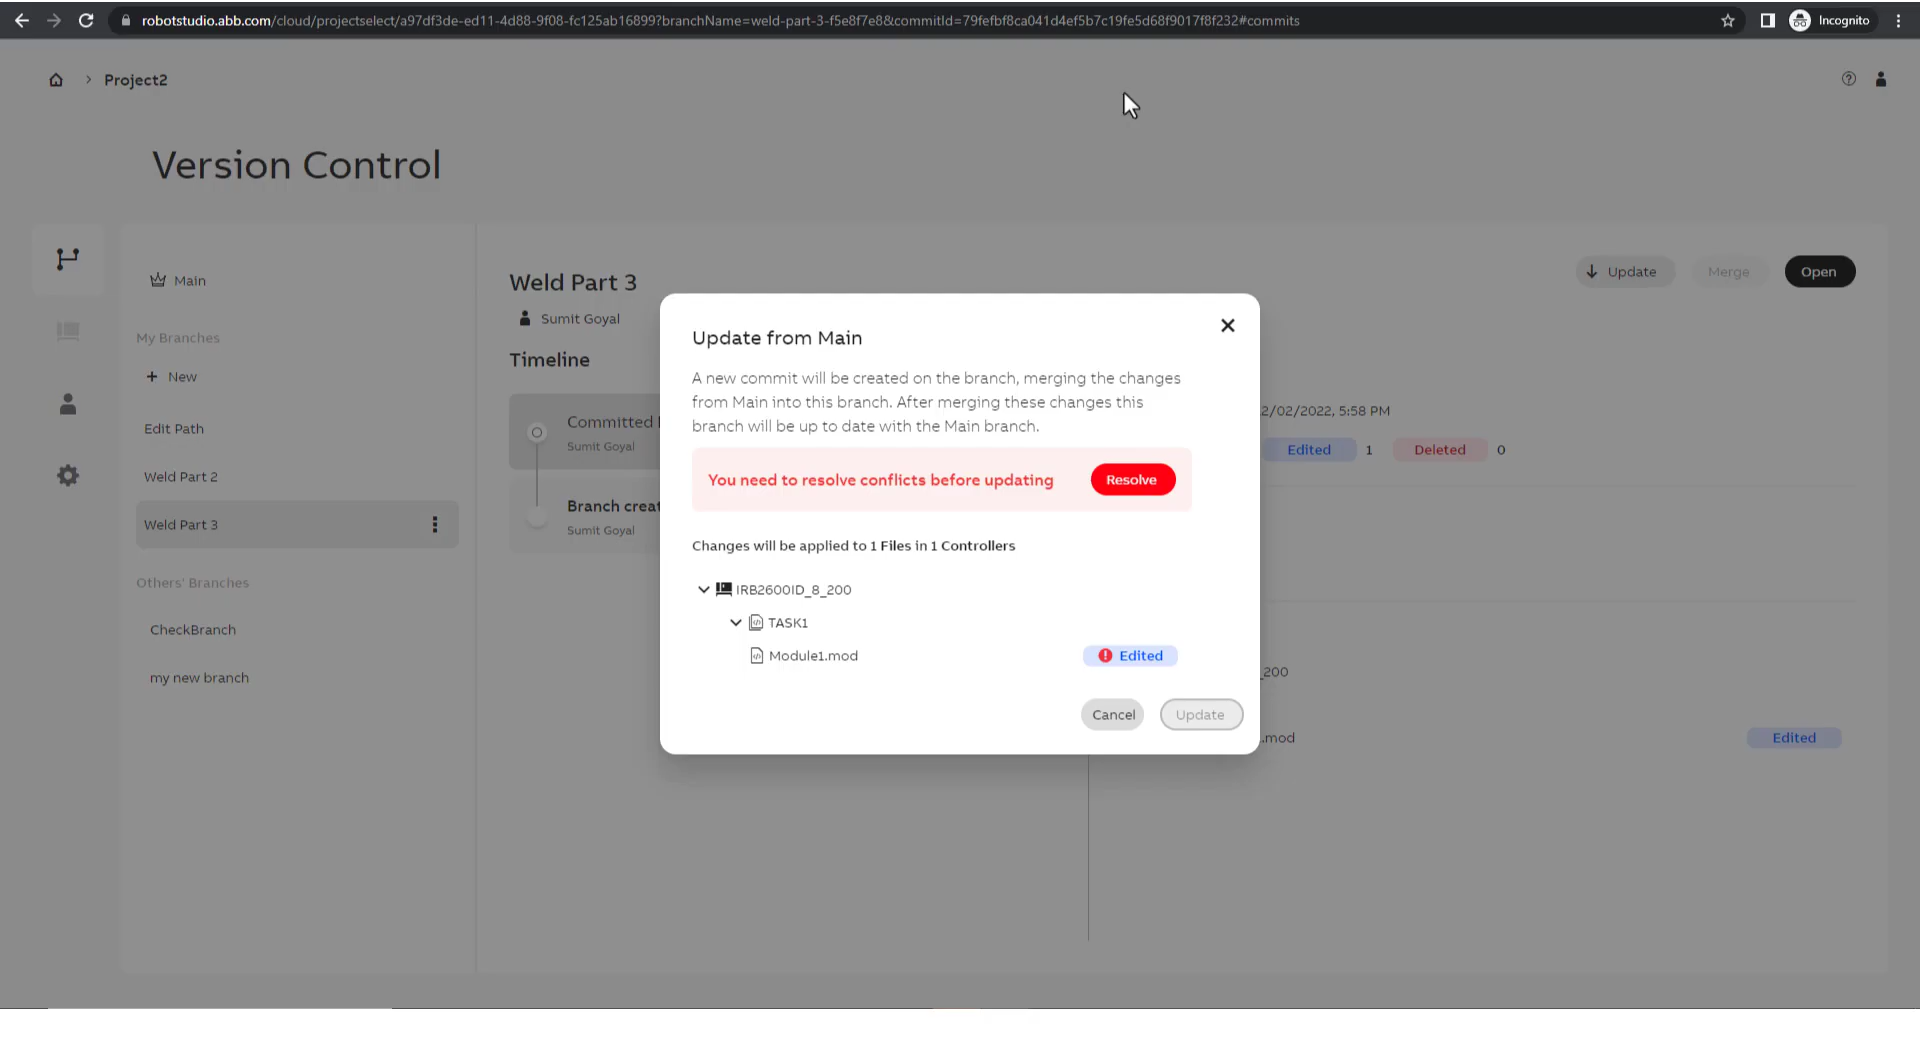 robotstudio.abb.com/cloud/projectselect/a97df3de-ed11-4d88-9f08-fc125ab16899?branchName=weld-part-3-f5e8f7e8&commitId=79fefbf8ca041d4ef5b7c19fe5d68f9017f8f232#commits
Incognito
Project2
Version Control
Main
My Branches
+ New
Edit Path
Weld Part 2
Weld Part 3
Others' Branches
CheckBranch
my new branch
Weld Part 3
Sumit Goyal
Update
Merge
Open
Timeline
Committed
Sumit Goyal
Branch creat
Sumit Goyal
2/02/2022, 5:58 PM
Edited 1 Deleted 0
_200
.mod
Edited
Update from Main
A new commit will be created on the branch, merging the changes
from Main into this branch. After merging these changes this
branch will be up to date with the Main branch.
You need to resolve conflicts before updating
Resolve
Changes will be applied to 1 Files in 1 Controllers
IRB2600ID_8_200
TASK1
Module1.mod
Edited
Cancel
Update